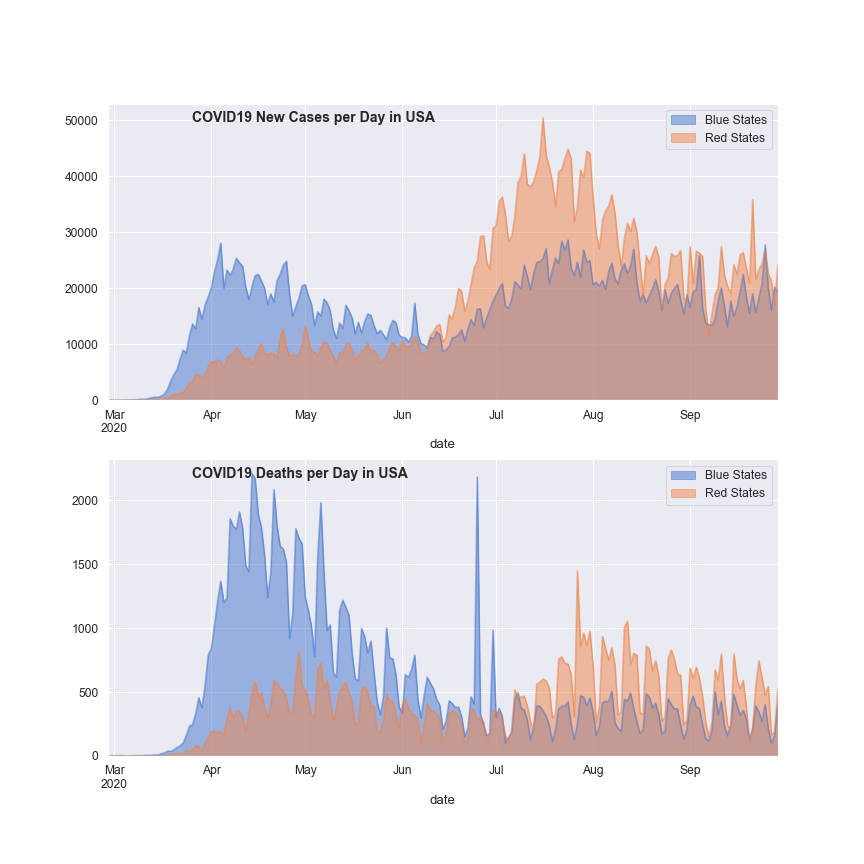 COVID19 New Cases per Day in USA
Blue States
Red States
50000
40000
30000
20000
10000
0
Mar Apr May Jun Jul Aug Sep
2020
date
COVID19 Deaths per Day in USA
Blue States
Red States
2000
1500
1000
500
0
Mar Apr May Jun Jul Aug Sep
2020
date